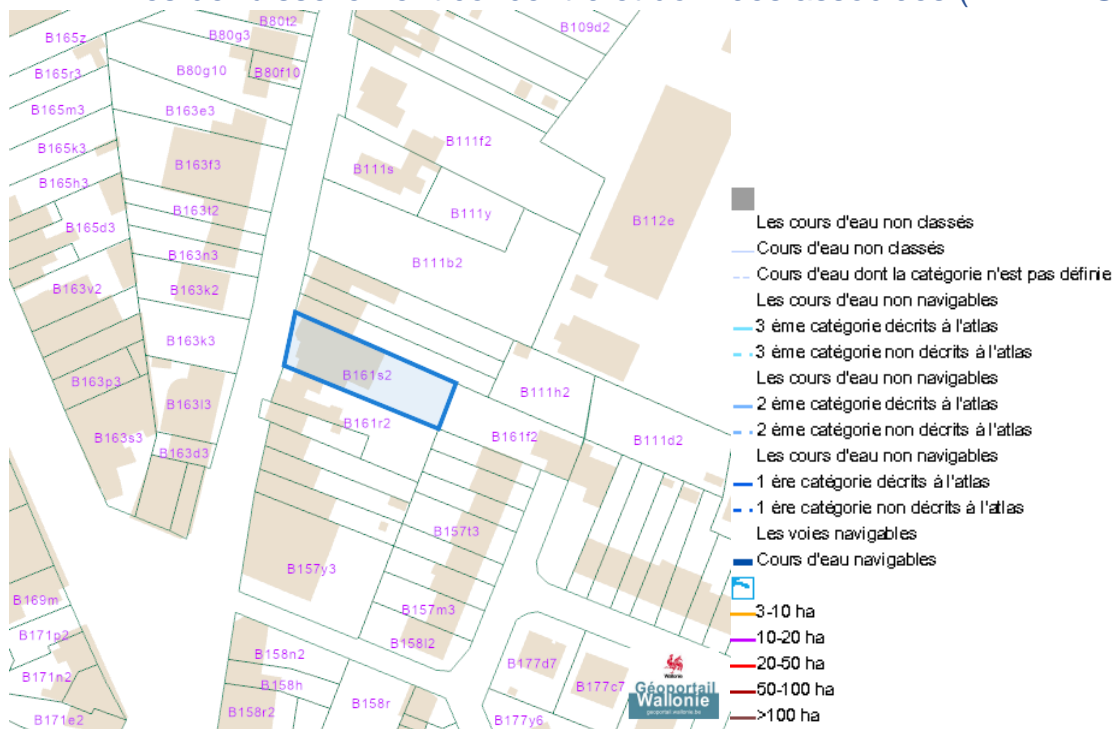 B165z
B80g3
B80t2
B109d2
B165r3
B80g10
B80f10
B165m3
B163e3
B165k3
B163f3
B111f2
B165h3
B111s
B163t2
B111y
B165d3
B112e
B163n3
B111b2
B163v2
B163k2
B163k3
B163p3
B161s2
B111h2
B163l3
B161r2
B163s3
B161f2
B111d2
B163d3
B157t3
B157y3
B169m
B157m3
B171p2
B158l2
B158n2
B177d7
B171n2
B158h
B177c7
B158r
B158r2
B171e2
B177y6
Wallonie
Géoportail
Wallonie
geoportail.wallonie.be
Les cours d'eau non classés
Cours d'eau non classés
Cours d'eau dont la catégorie n'est pas définie
Les cours d'eau non navigables
3 ème catégorie décrits à l'atlas
3 ème catégorie non décrits à l'atlas
Les cours d'eau non navigables
2 ème catégorie décrits à l'atlas
2 ème catégorie non décrits à l'atlas
Les cours d'eau non navigables
1 ère catégorie décrits à l'atlas
1 ère catégorie non décrits à l'atlas
Les voies navigables
Cours d'eau navigables
3-10 ha
10-20 ha
20-50 ha
50-100 ha
>100 ha